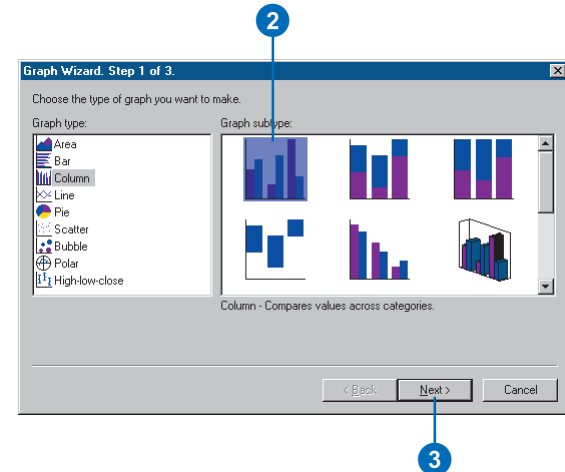 2
Graph Wizard. Step 1 of 3.
Choose the type of graph you want to make.
Graph type:
Graph subtype:
Area
Bar
Column
Line
Pie
Scatter
Bubble
Polar
High-low-close
Column - Compares values across categories.
< Back
Next >
Cancel
3